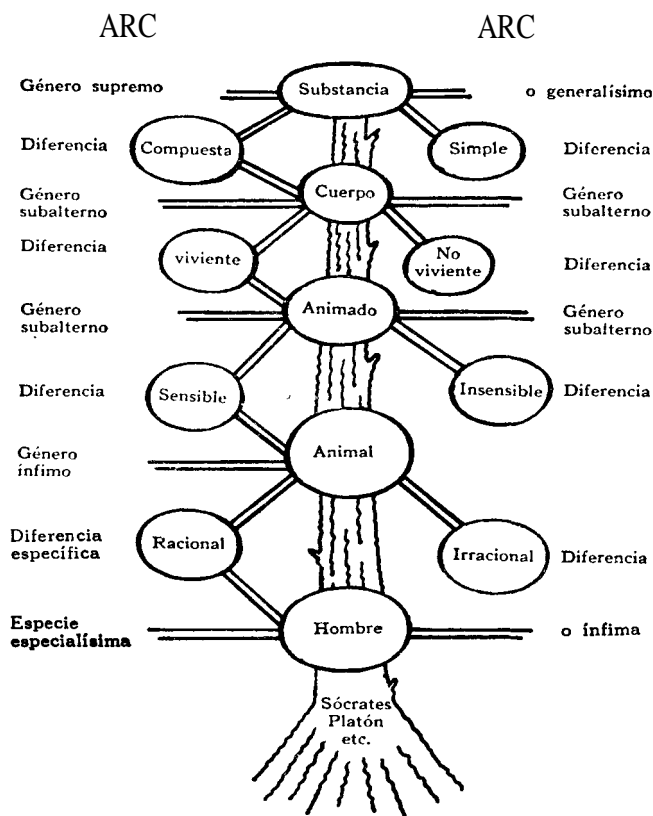 ARC ARC
Género supremo Substancia o generalísimo
Diferencia Compuesta Simple Diferencia
Género
subalterno
Cuerpo
Género
subalterno
Diferencia viviente
No
viviente
Diferencia
Género
subalterno
Animado
Género
subalterno
Diferencia Sensible Insensible Diferencia
Género
ínfimo
Animal
Diferencia
específica
Racional Irracional Diferencia
Especie
especialísima
Hombre o ínfima
Sócrates
Platón
etc.